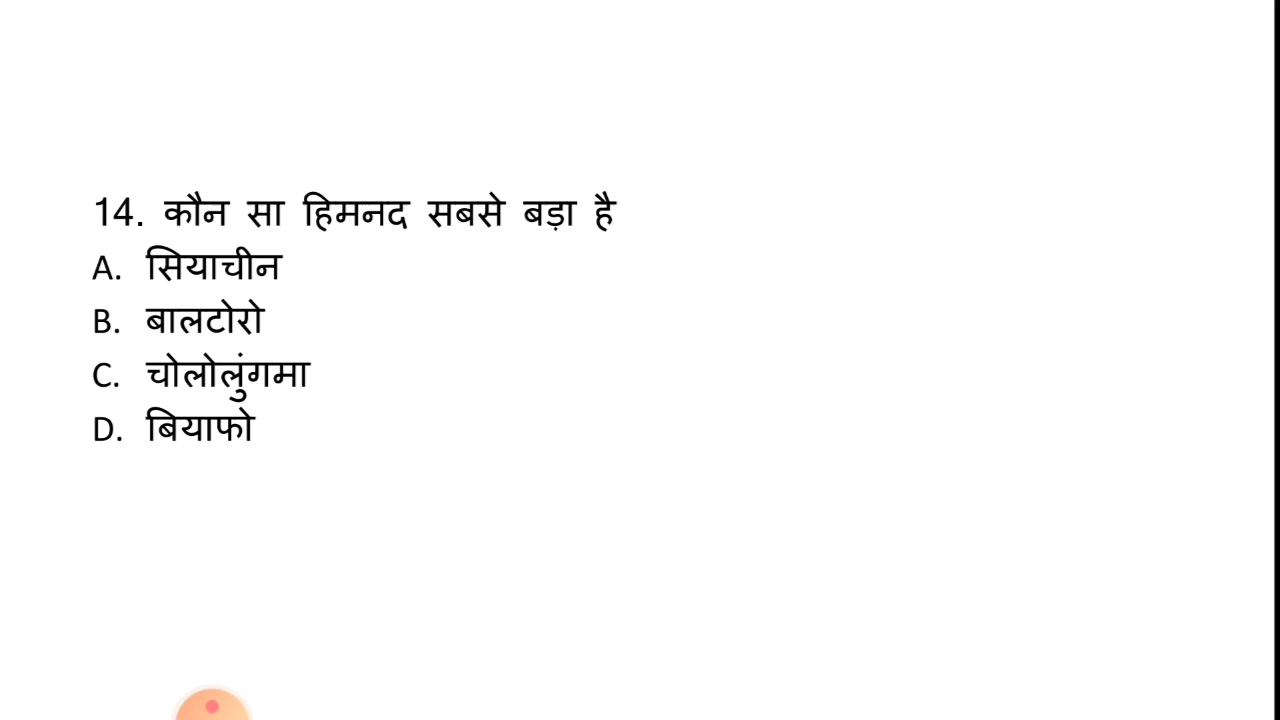 14. कौन सा हिमनद सबसे बड़ा है
A. सियाचीन
B. बालटोरो
C. चोलोलुंगमा
D. बियाफो